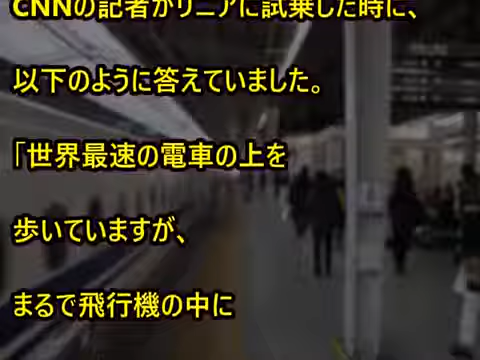 CNNの記者がリニアに試乗した時に、
以下のように答えていました。
「世界最速の電車の上を
歩いていますが、
まるで飛行機の中に